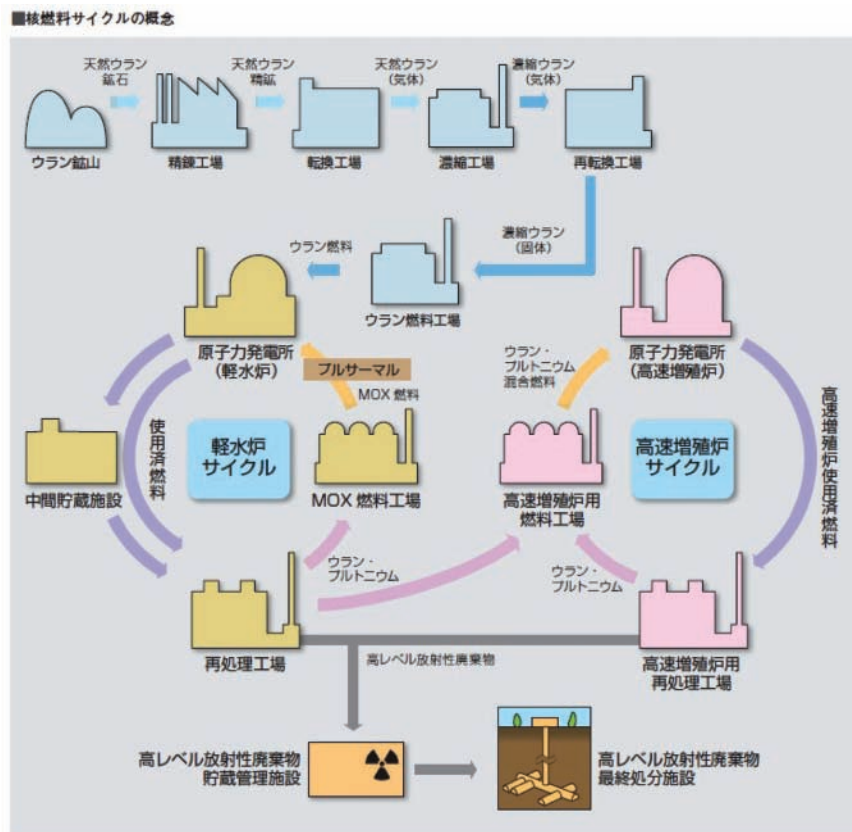 ■核燃料サイクルの概念
天然ウラン
鉱石
天然ウラン
精鉱
天然ウラン
(気体)
濃縮ウラン
(気体)
ウラン鉱山
精錬工場
転換工場
濃縮工場
再転換工場
濃縮ウラン
(固体)
ウラン燃料
ウラン燃料工場
原子力発電所
(軽水炉)
プルサーマル
MOX 燃料
ウラン・
プルトニウム
混合燃料
原子力発電所
(高速増殖炉)
使用済燃料
軽水炉
サイクル
高速増殖炉
サイクル
高速増殖炉使用済燃料
中間貯蔵施設
MOX 燃料工場
高速増殖炉用
燃料工場
ウラン・
プルトニウム
ウラン・
プルトニウム
再処理工場
高レベル放射性廃棄物
高速増殖炉用
再処理工場
高レベル放射性廃棄物
貯蔵管理施設
高レベル放射性廃棄物
最終処分施設